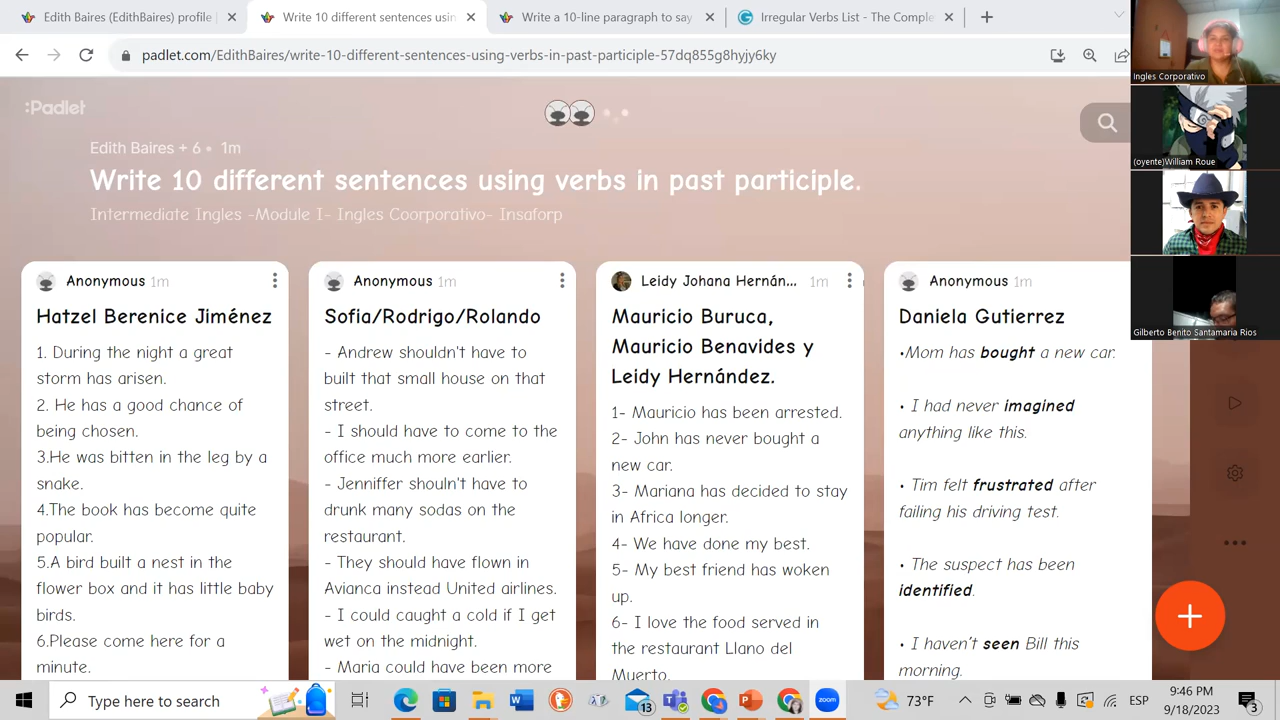 Edith Baires (EdithBaires) profile |
Write 10 different sentences usin
Write a 10-line paragraph to say
Irregular Verbs List - The Comple
padlet.com/EdithBaires/write-10-different-sentences-using-verbs-in-past-participle-57dq855g8hyjy6ky
:Padlet
Edith Baires + 6 • 1m
Write 10 different sentences using verbs in past participle.
Intermediate Ingles -Module I- Ingles Coorporativo- Insaforp
Anonymous 1m
Hatzel Berenice Jiménez
1. During the night a great
storm has arisen.
2. He has a good chance of
being chosen.
3.He was bitten in the leg by a
snake.
4.The book has become quite
popular.
5.A bird built a nest in the
flower box and it has little baby
birds.
6.Please come here for a
minute.
Anonymous 1m
Sofia/Rodrigo/Rolando
- Andrew shouldn't have to
built that small house on that
street.
- I should have to come to the
office much more earlier.
- Jenniffer shouln't have to
drunk many sodas on the
restaurant.
- They should have flown in
Avianca instead United airlines.
- I could caught a cold if I get
wet on the midnight.
- Maria could have been more
Leidy Johana Hernán... 1m
Mauricio Buruca,
Mauricio Benavides y
Leidy Hernández.
1- Mauricio has been arrested.
2- John has never bought a
new car.
3- Mariana has decided to stay
in Africa longer.
4- We have done my best.
5- My best friend has woken
up.
6- I love the food served in
the restaurant Llano del
Muerto.
Anonymous 1m
Daniela Gutierrez
•Mom has bought a new car.
• I had never imagined
anything like this.
• Tim felt frustrated after
failing his driving test.
• The suspect has been
identified.
• I haven't seen Bill this
morning.
Ingles Corporativo
(oyente)William Roue
Gilberto Benito Santamaria Rios
Type here to search
13
zoom
73°F
ESP
9:46 PM
9/18/2023
3